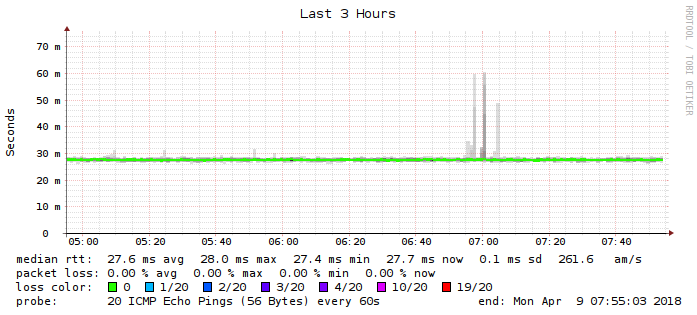 Last 3 Hours
RRDTOOL / TOBI OETIKER
Seconds
70 m
60 m
50 m
40 m
30 m
20 m
10 m
0
05:00 05:20 05:40 06:00 06:20 06:40 07:00 07:20 07:40
median rtt: 27.6 ms avg 28.0 ms max 27.4 ms min 27.7 ms now 0.1 ms sd 261.6 am/s
packet loss: 0.00 % avg 0.00 % max 0.00 % min 0.00 % now
loss color: 0 1/20 2/20 3/20 4/20 10/20 19/20
probe: 20 ICMP Echo Pings (56 Bytes) every 60s end: Mon Apr 9 07:55:03 2018